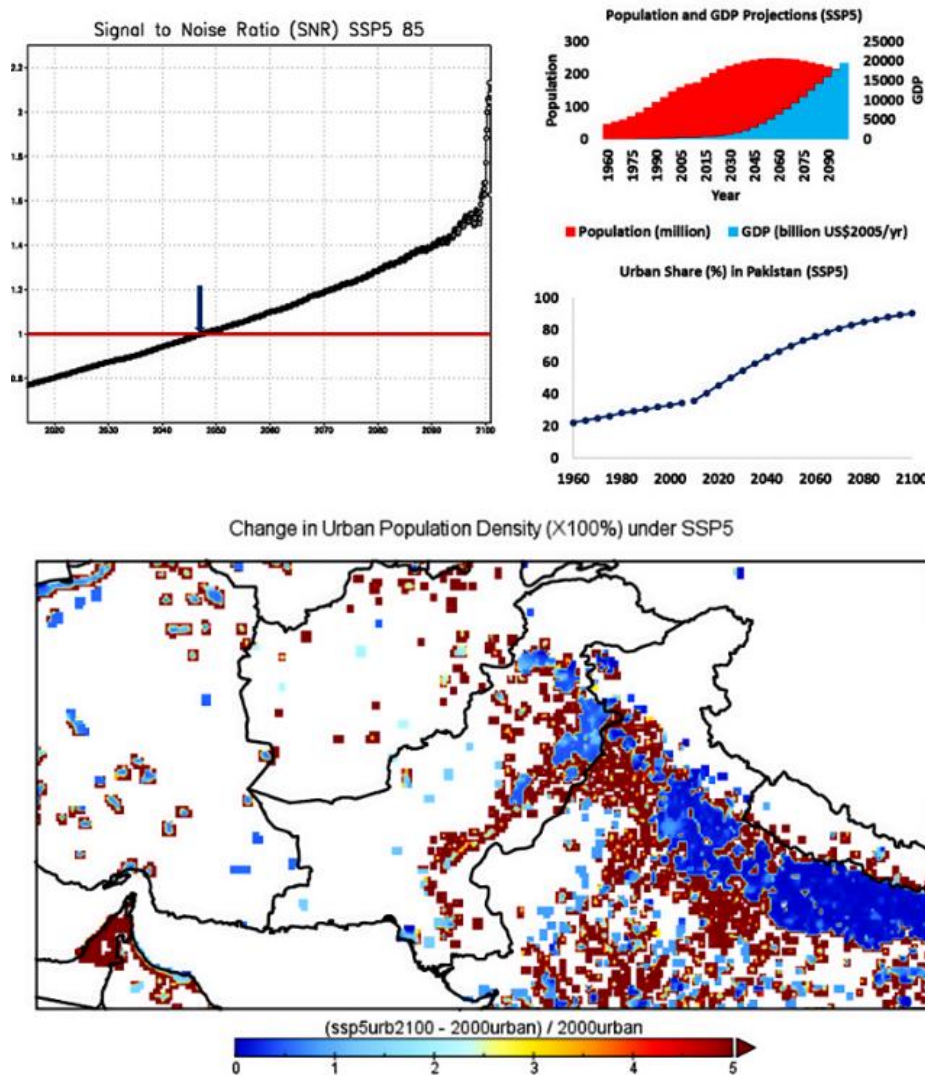 Signal to Noise Ratio (SNR) SSP5 85
2.2
2
1.8
1.6
1.4
1.2
1
0.8
2020 2030 2040 2050 2060 2070 2080 2090 2100
Population and GDP Projections (SSP5)
300 25000
200 20000
15000
100 10000
5000
0 0
Population
GDP
1960 1975 1990 2005 2015 2030 2045 2060 2075 2090
Year
Population (million) GDP (billion US$2005/yr)
Urban Share (%) in Pakistan (SSP5)
100
80
60
40
20
0
1960 1980 2000 2020 2040 2060 2080 2100
Change in Urban Population Density (X100%) under SSP5
(ssp5urb2100 - 2000urban) / 2000urban
0 1 2 3 4 5